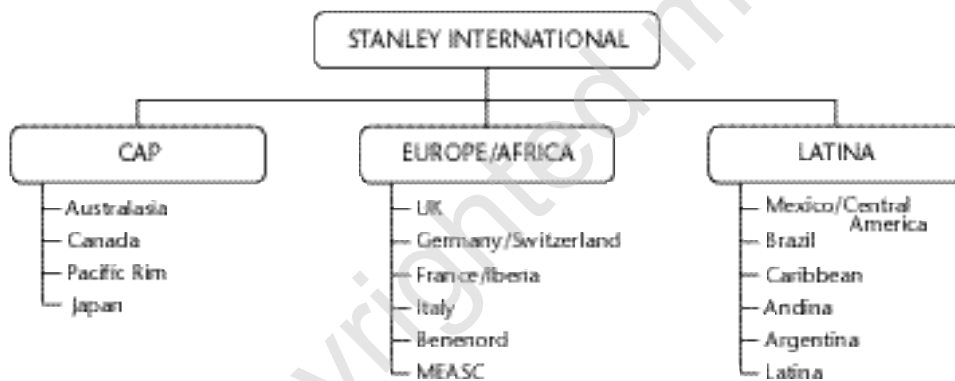 STANLEY INTERNATIONAL
CAP
Australasia
Canada
Pacific Rim
Japan
EUROPE/AFRICA
UK
Germany/Switzerland
France/Iberia
Italy
Benenord
MEASC
LATINA
Mexico/Central
America
Brazil
Caribbean
Andina
Argentina
Latina